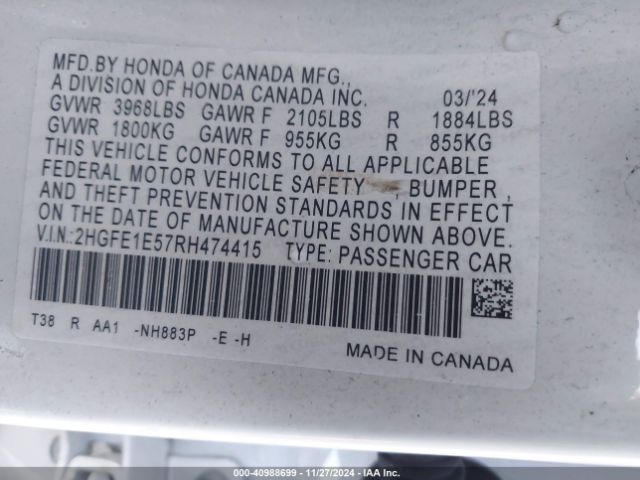 MFD.BY HONDA OF CANADA MFG.,
A DIVISION OF HONDA CANADA INC. 03/'24
GVWR 3968LBS GAWR F 2105LBS R 1884LBS
GVWR 1800KG GAWR F 955KG R 855KG
THIS VEHICLE CONFORMS TO ALL APPLICABLE
FEDERAL MOTOR VEHICLE SAFETY , BUMPER ,
AND THEFT PREVENTION STANDARDS IN EFFECT
ON THE DATE OF MANUFACTURE SHOWN ABOVE.
V.I.N.:2HGFE1E57RH474415 TYPE: PASSENGER CAR
T38 R AA1 -NH883P -E -H
MADE IN CANADA
000-40988699 | 11/27/2024 | IAA Inc.